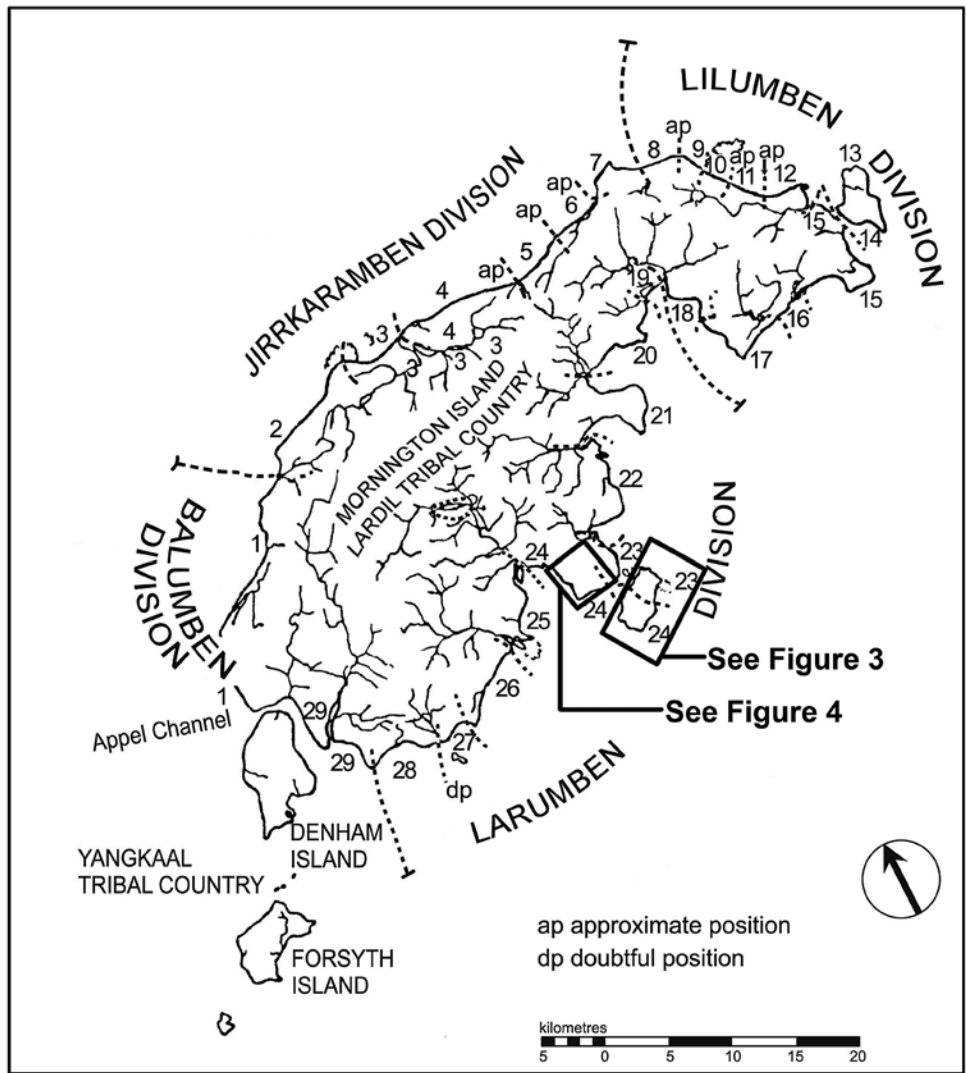 LILUMBEN
DIVISION
JIRRKARAMBEN DIVISION
BALUMBEN
DIVISION
LARUMBEN
DIVISION
MORNINGTON ISLAND
LARDIL TRIBAL COUNTRY
ap
8
9
10
ap
11
ap
12
13
7
ap
6
ap
5
ap
4
4
3
3
3
3
2
1
1
14
15
15
16
17
18
19
20
21
22
23
23
24
24
24
25
26
27
28
29
29
dp
See Figure 3
See Figure 4
Appel Channel
DENHAM
ISLAND
YANGKAAL
TRIBAL COUNTRY
FORSYTH
ISLAND
ap approximate position
dp doubtful position
kilometres
5 0 5 10 15 20